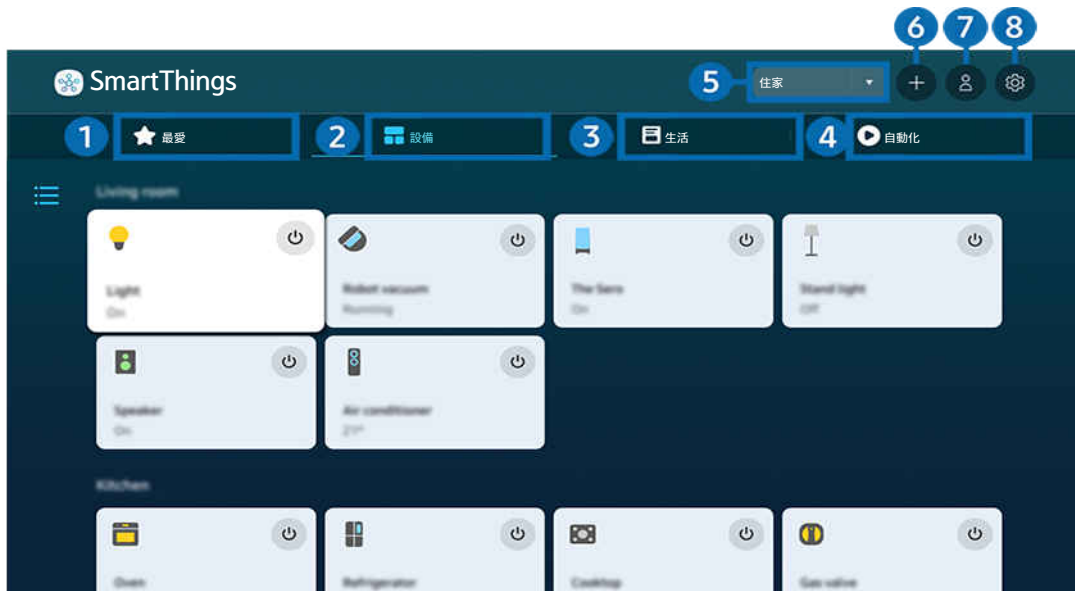 6 7 8
SmartThings
5 住家
1 最愛 2 設備 3 生活 4 自動化
Living room
Light Robot vacuum The Sero Stand light
On Running On Off
Speaker Air conditioner
On 21°
Kitchen
Oven Refrigerator Cooktop Gas valve